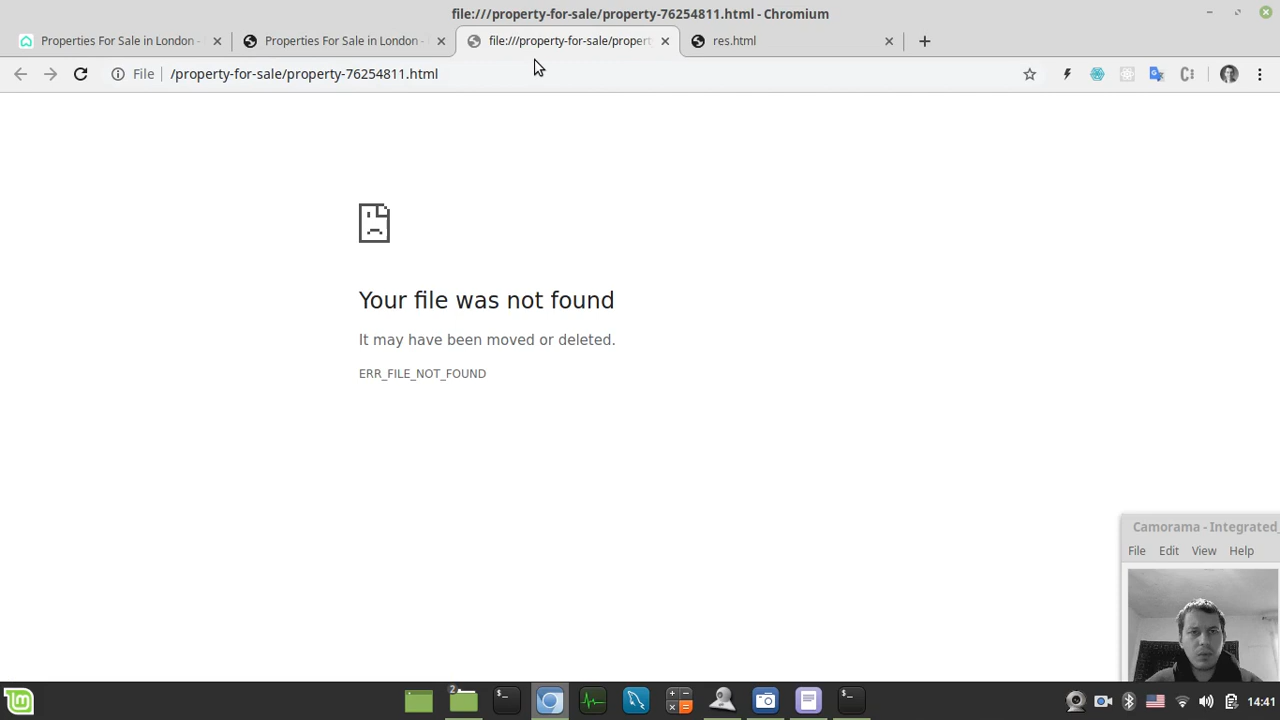 file:///property-for-sale/property-76254811.html - Chromium
Properties For Sale in London -
Properties For Sale in London -
file:///property-for-sale/propert
res.html
File
/property-for-sale/property-76254811.html
Your file was not found
It may have been moved or deleted.
ERR_FILE_NOT_FOUND
Camorama - Integrated_
File Edit View Help
2
14:41